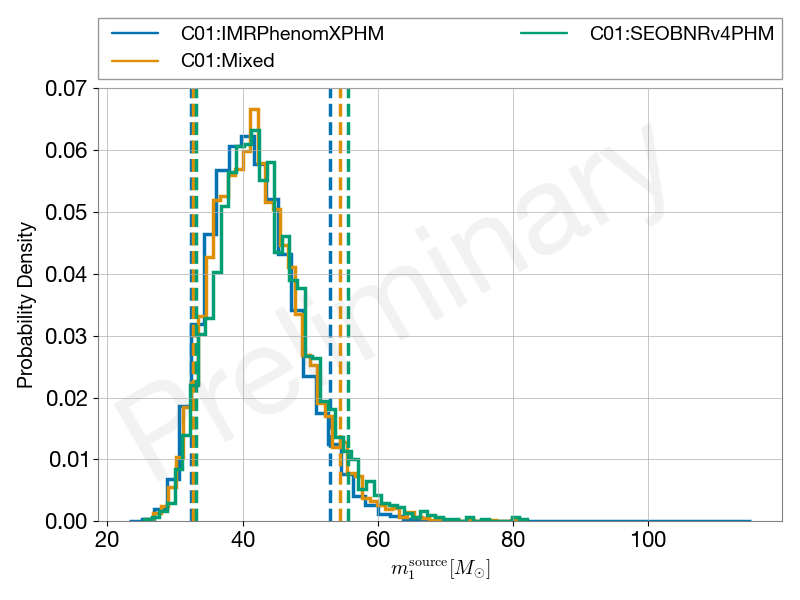 C01:IMRPhenomXPHM
C01:Mixed
C01:SEOBNRv4PHM
0.07
0.06
0.05
0.04
0.03
0.02
0.01
0.00
Probability Density
Preliminary
20 40 60 80 100
m₁^source [M⊙]